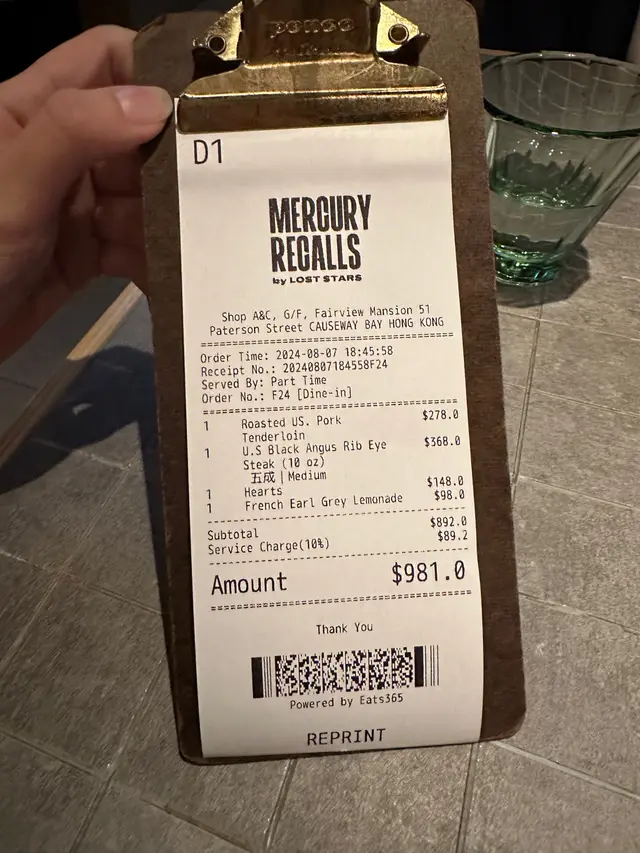 D1
MERCURY
RECALLS
by LOST STARS
Shop A&C, G/F, Fairview Mansion 51
Paterson Street CAUSEWAY BAY HONG KONG
Order Time: 2024-08-07 18:45:58
Receipt No.: 20240807184558F24
Served By: Part Time
Order No.: F24 [Dine-in]
1 Roasted US. Pork $278.0
Tenderloin
1 U.S Black Angus Rib Eye $368.0
Steak (10 oz)
五成|Medium
1 Hearts $148.0
1 French Earl Grey Lemonade $98.0
Subtotal $892.0
Service Charge(10%) $89.2
Amount $981.0
Thank You
Powered by Eats365
REPRINT